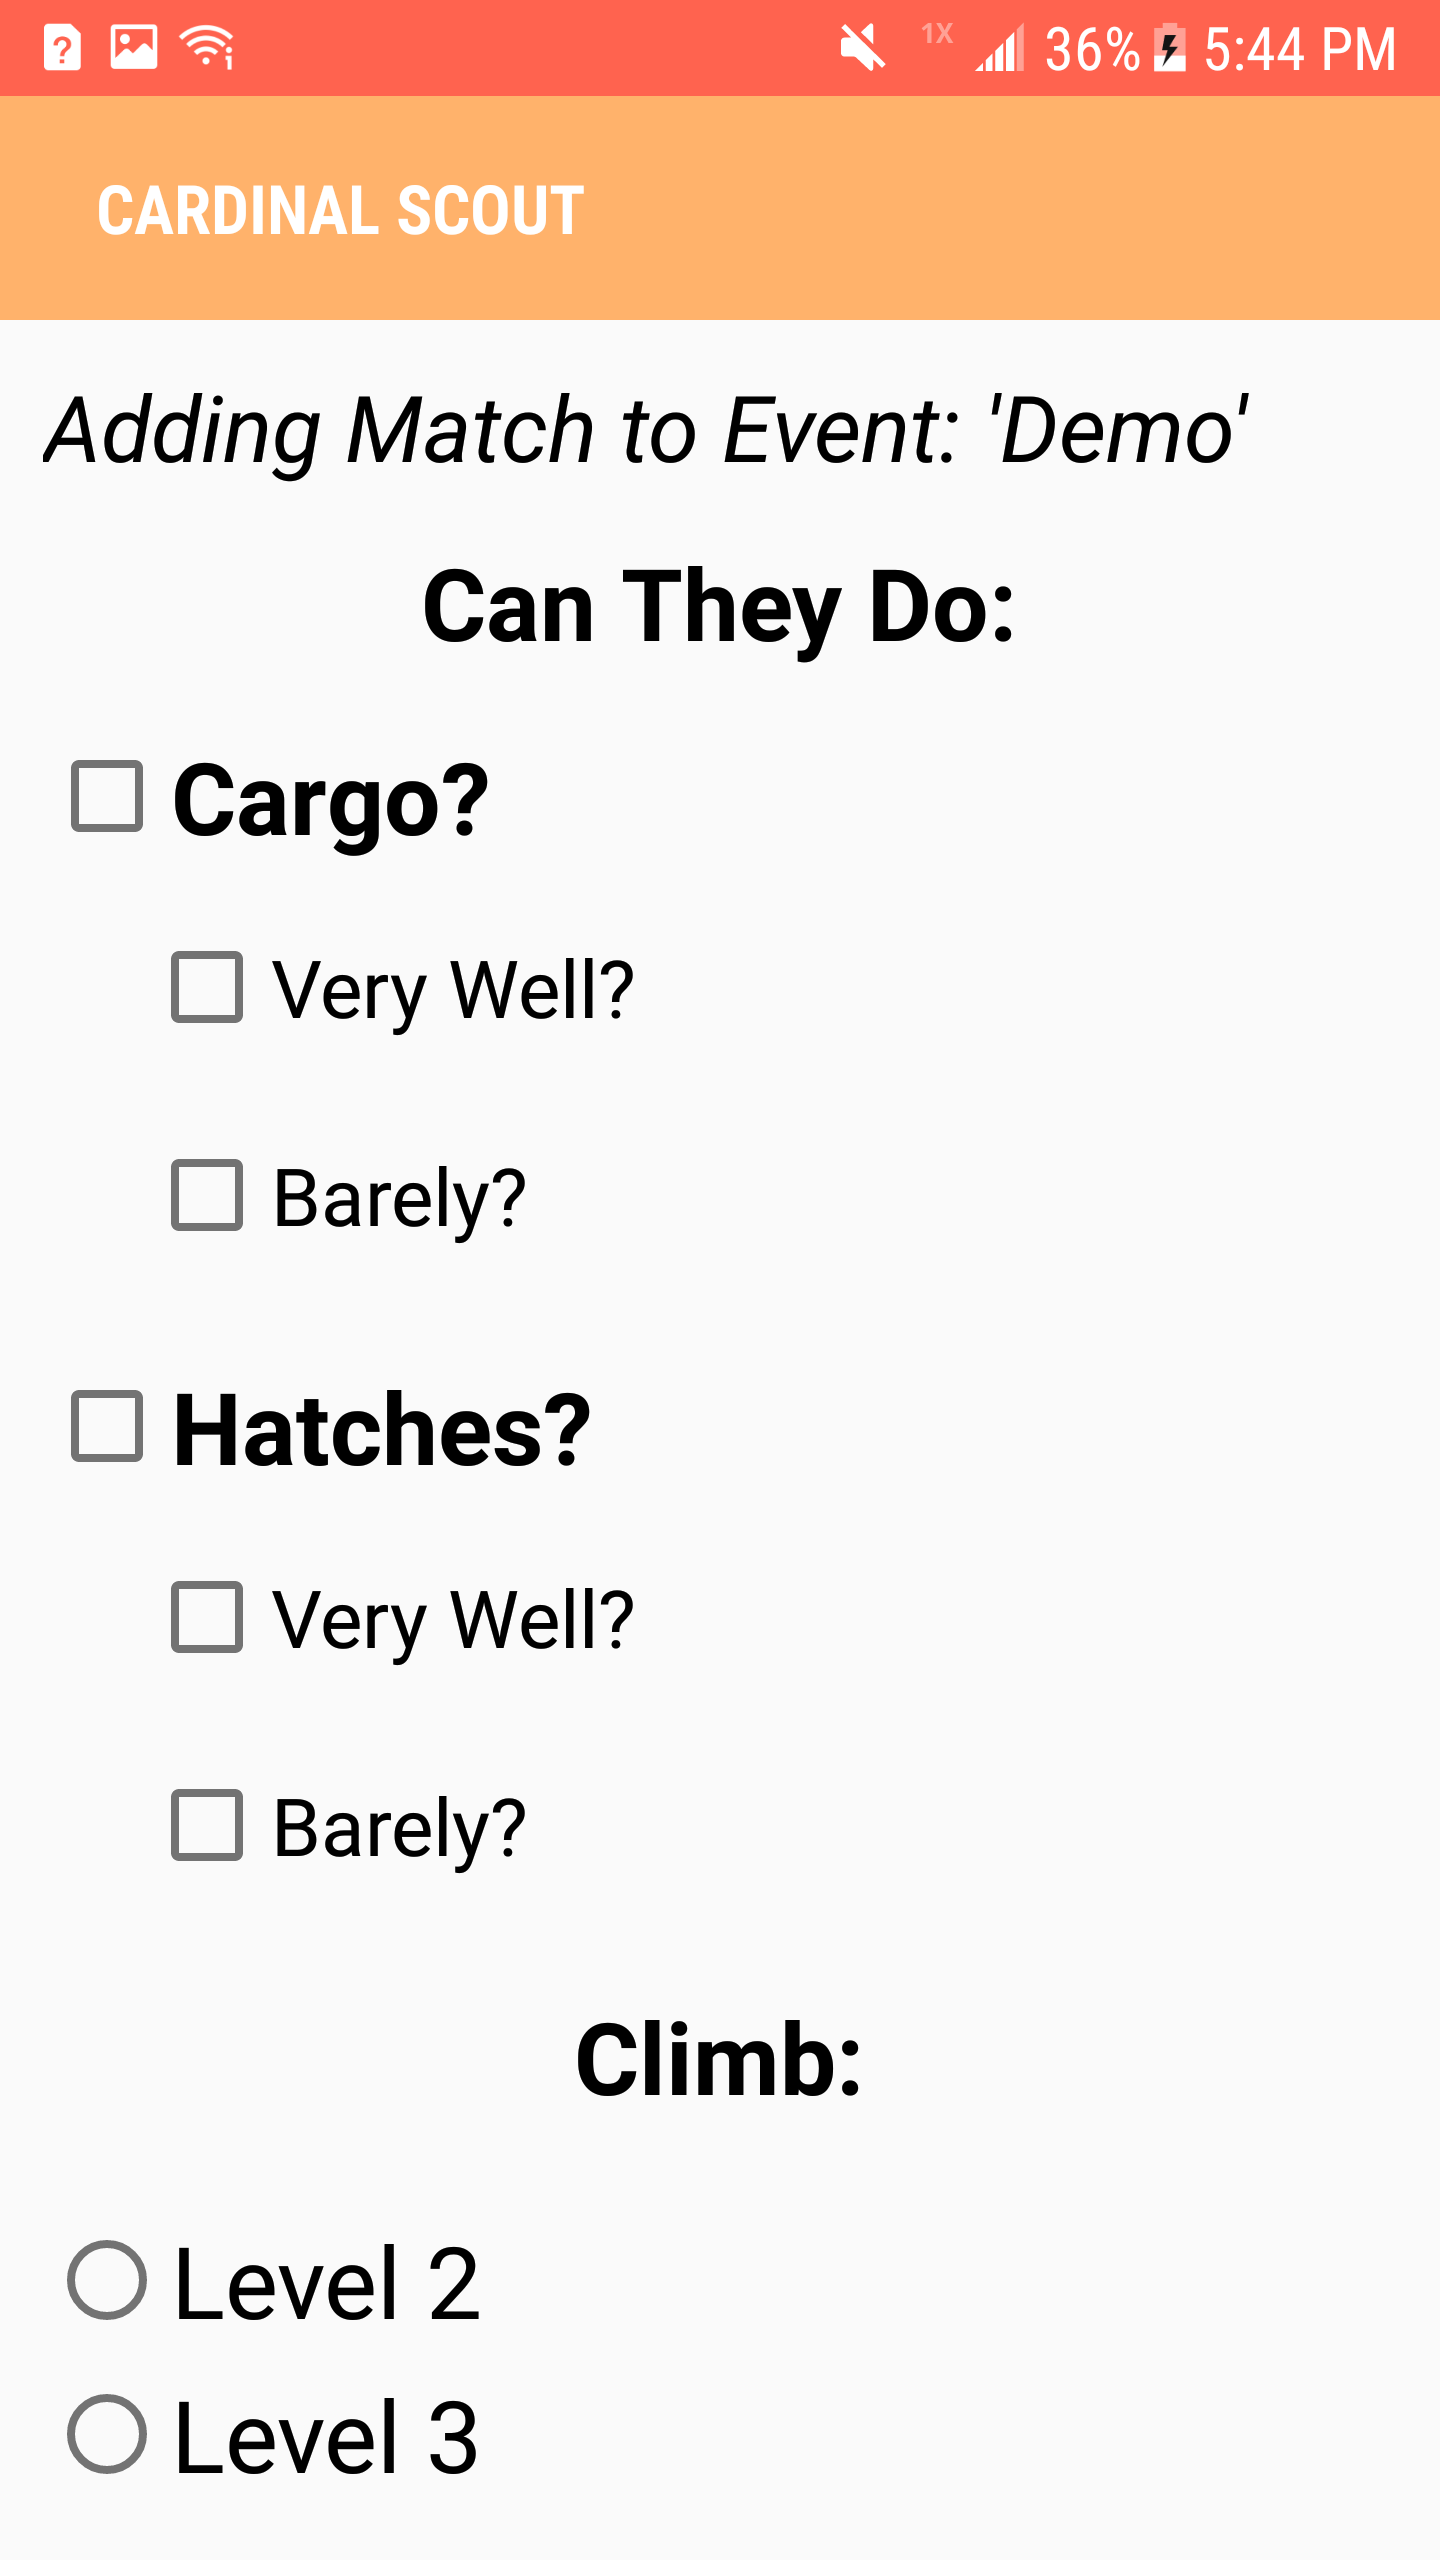 1X 36% 5:44 PM
CARDINAL SCOUT
Adding Match to Event: 'Demo'
Can They Do:
Cargo?
Very Well?
Barely?
Hatches?
Very Well?
Barely?
Climb:
Level 2
Level 3